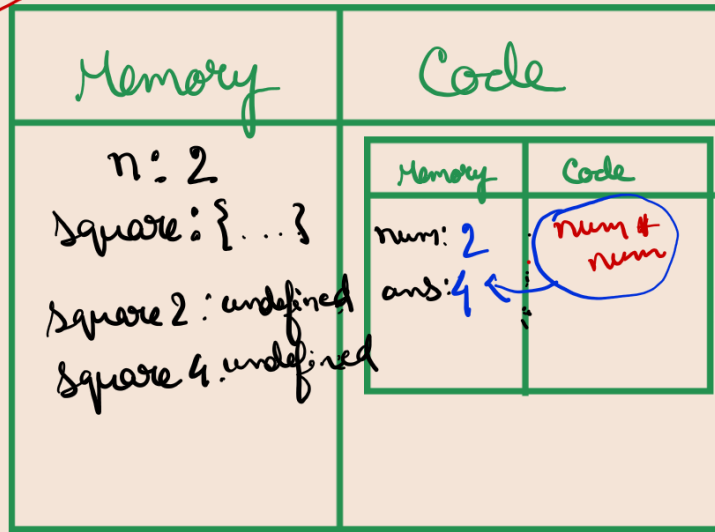 Memory
Code
n: 2
square: {...}
square2: undefined
square4: undefined
Memory
Code
num: 2
ans: 4
num *
num